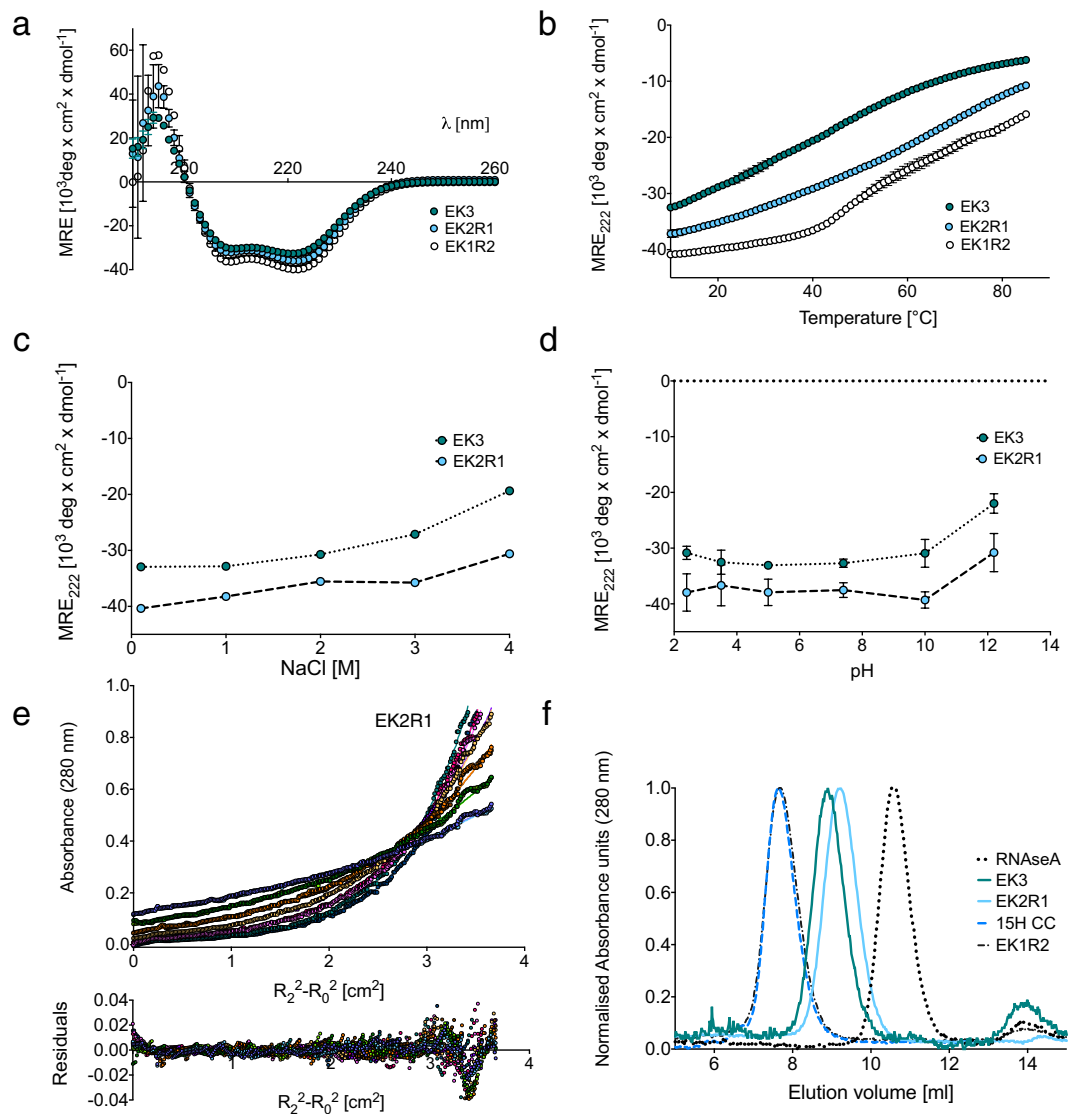 a
MRE [10³deg x cm² x dmol⁻¹]
60
40
20
0
-20
-40
200
220
240
260
λ [nm]
EK3
EK2R1
EK1R2
b
MRE₂₂₂ [10³ deg x cm² x dmol⁻¹]
0
-10
-20
-30
-40
20
40
60
80
Temperature [°C]
EK3
EK2R1
EK1R2
c
MRE₂₂₂ [10³ deg x cm² x dmol⁻¹]
0
-10
-20
-30
-40
0
1
2
3
4
NaCl [M]
EK3
EK2R1
d
MRE₂₂₂ [10³ deg x cm² x dmol⁻¹]
0
-10
-20
-30
-40
2
4
6
8
10
12
14
pH
EK3
EK2R1
e
Absorbance (280 nm)
1.0
0.8
0.6
0.4
0.2
0.0
EK2R1
0
1
2
3
4
R₂²-R₀² [cm²]
Residuals
0.04
0.02
0.00
-0.02
-0.04
0
1
2
3
4
R₂²-R₀² [cm²]
f
Normalised Absorbance units (280 nm)
1.0
0.8
0.6
0.4
0.2
0.0
6
8
10
12
14
Elution volume [ml]
RNAseA
EK3
EK2R1
15H CC
EK1R2